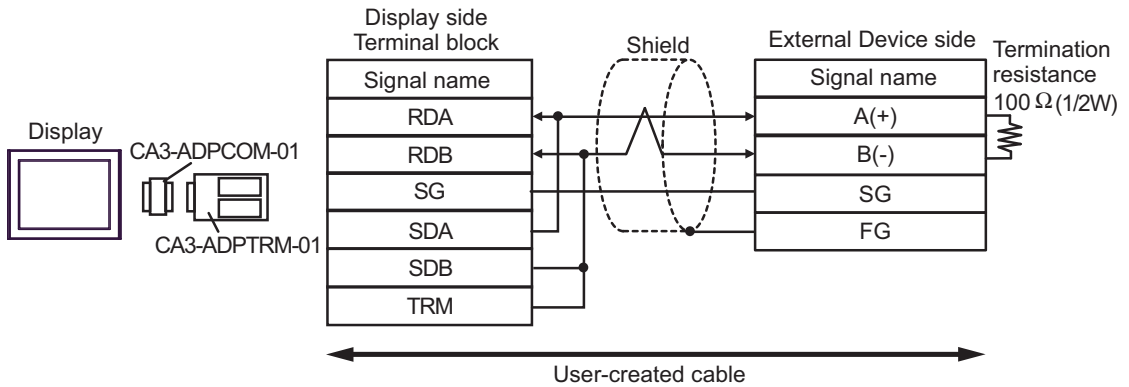 Display
CA3-ADPCOM-01
CA3-ADPTRM-01
Display side
Terminal block
Signal name
RDA
RDB
SG
SDA
SDB
TRM
Shield
External Device side
Signal name
A(+)
B(-)
SG
FG
Termination
resistance
100 Ω (1/2W)
User-created cable